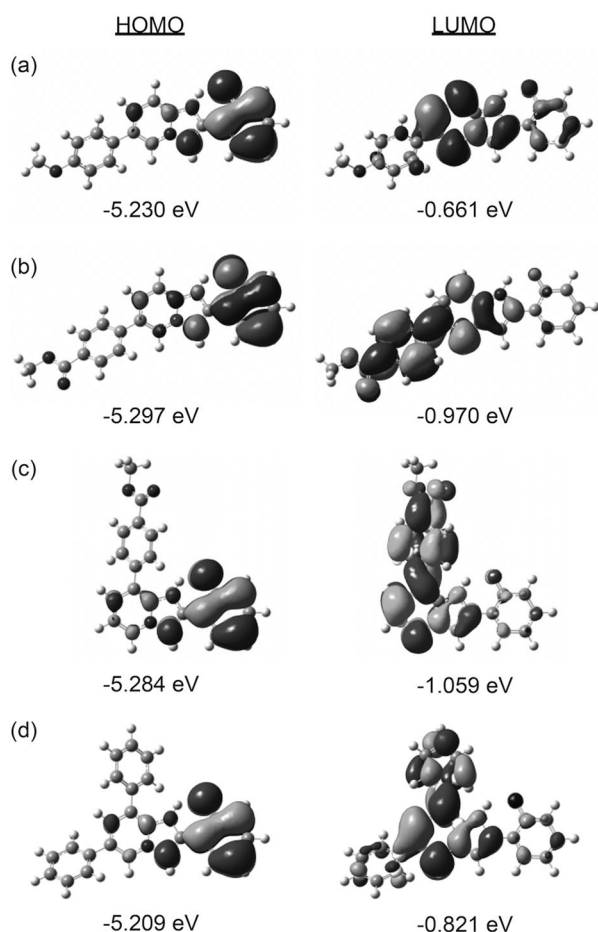 HOMO LUMO
(a)
-5.230 eV -0.661 eV
(b)
-5.297 eV -0.970 eV
(c)
-5.284 eV -1.059 eV
(d)
-5.209 eV -0.821 eV